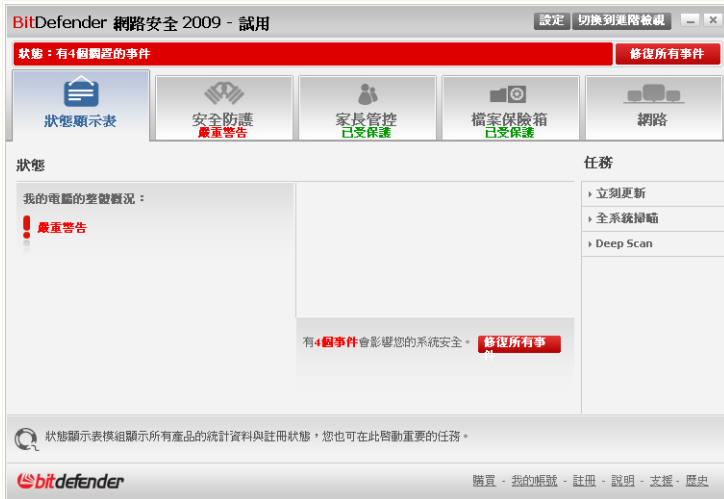 BitDefender 網路安全 2009 - 試用
設定 切換到進階檢視
狀態：有4個擱置的事件
修復所有事件
狀態顯示表
安全防護
嚴重警告
家長管控
已受保護
檔案保險箱
已受保護
網路
狀態
任務
我的電腦的整體概況：
嚴重警告
立刻更新
全系統掃瞄
Deep Scan
有4個事件會影響您的系統安全。
修復所有事
件
狀態顯示表模組顯示所有產品的統計資料與註冊狀態，您也可在此啓動重要的任務。
bitdefender
購買 - 我的帳號 - 註冊 - 說明 - 支援 - 歷史